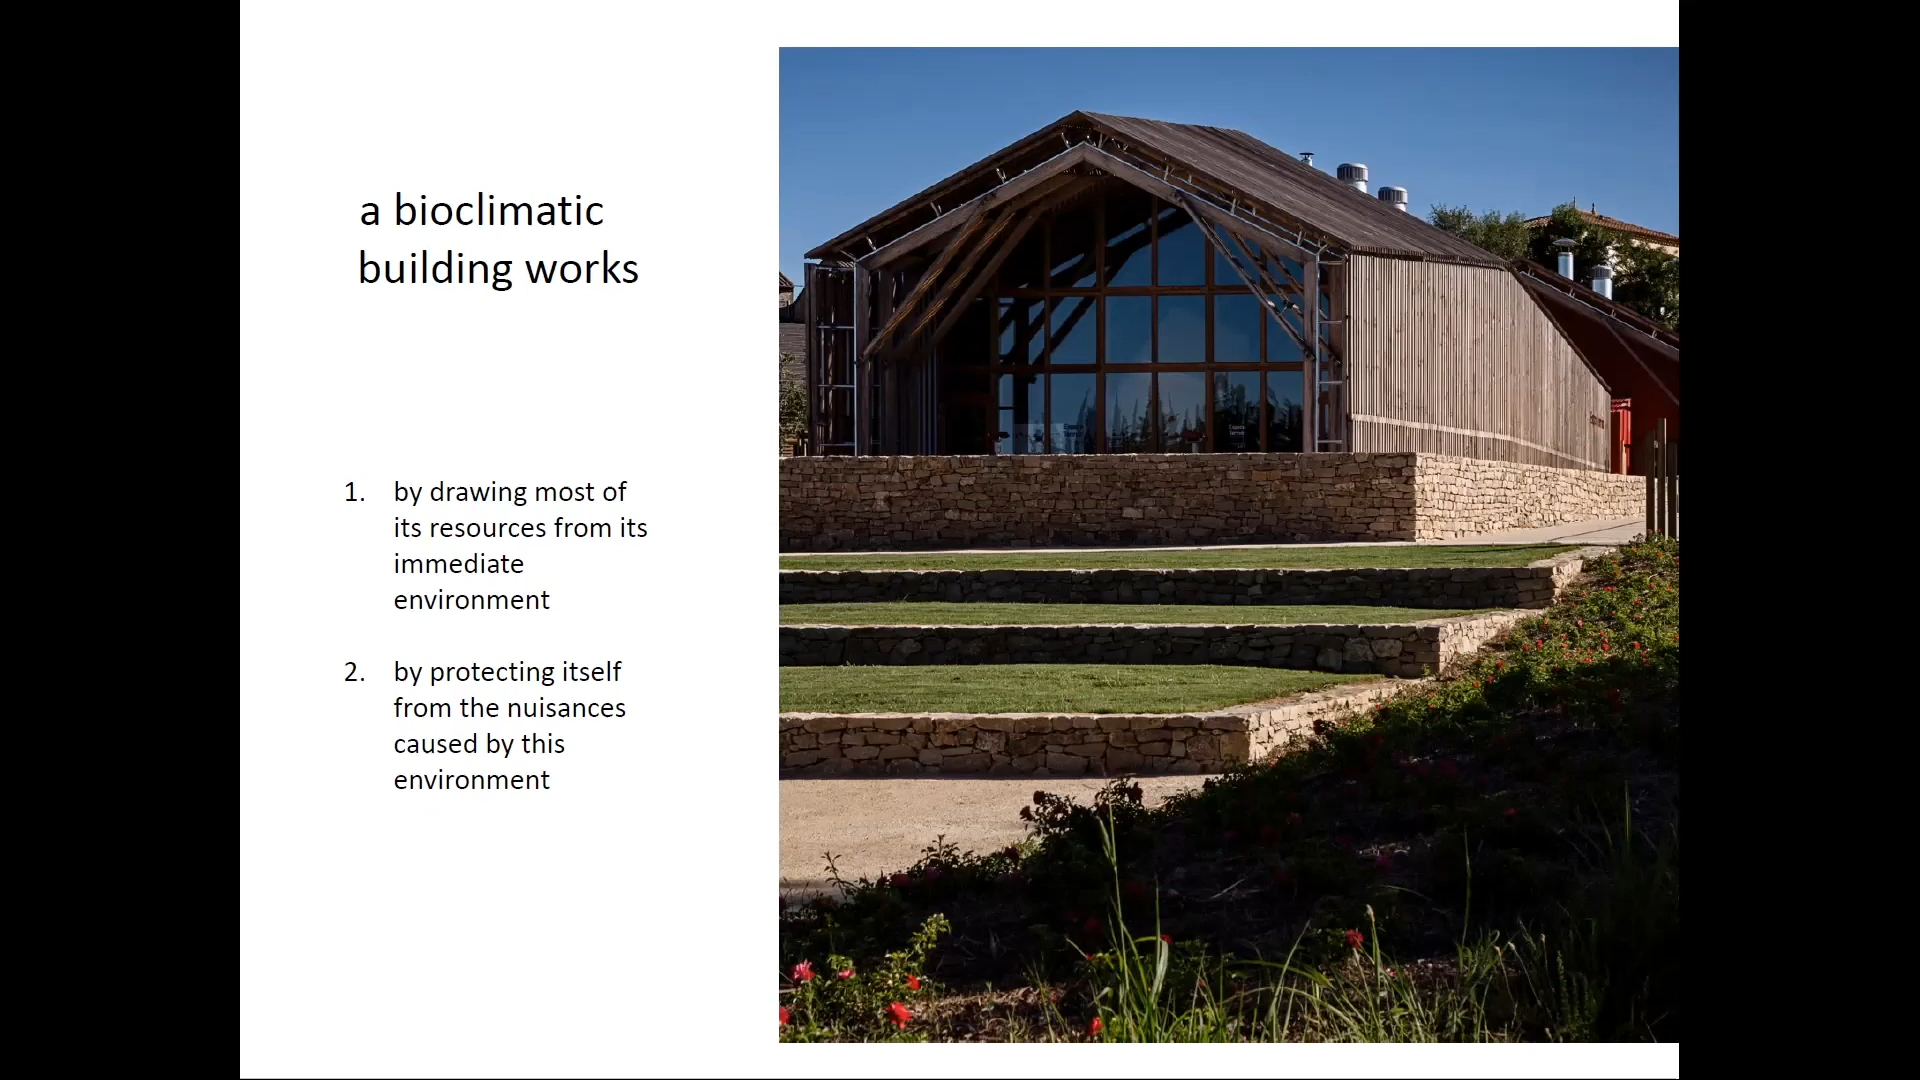 a bioclimatic
building works
1. by drawing most of
its resources from its
immediate
environment
2. by protecting itself
from the nuisances
caused by this
environment